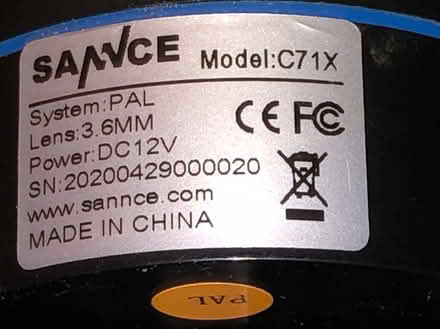 SANNCE Model:C71X
System:PAL
Lens:3.6MM
Power:DC12V
SN:20200429000020
www.sannce.com
MADE IN CHINA
CE FC
PAL